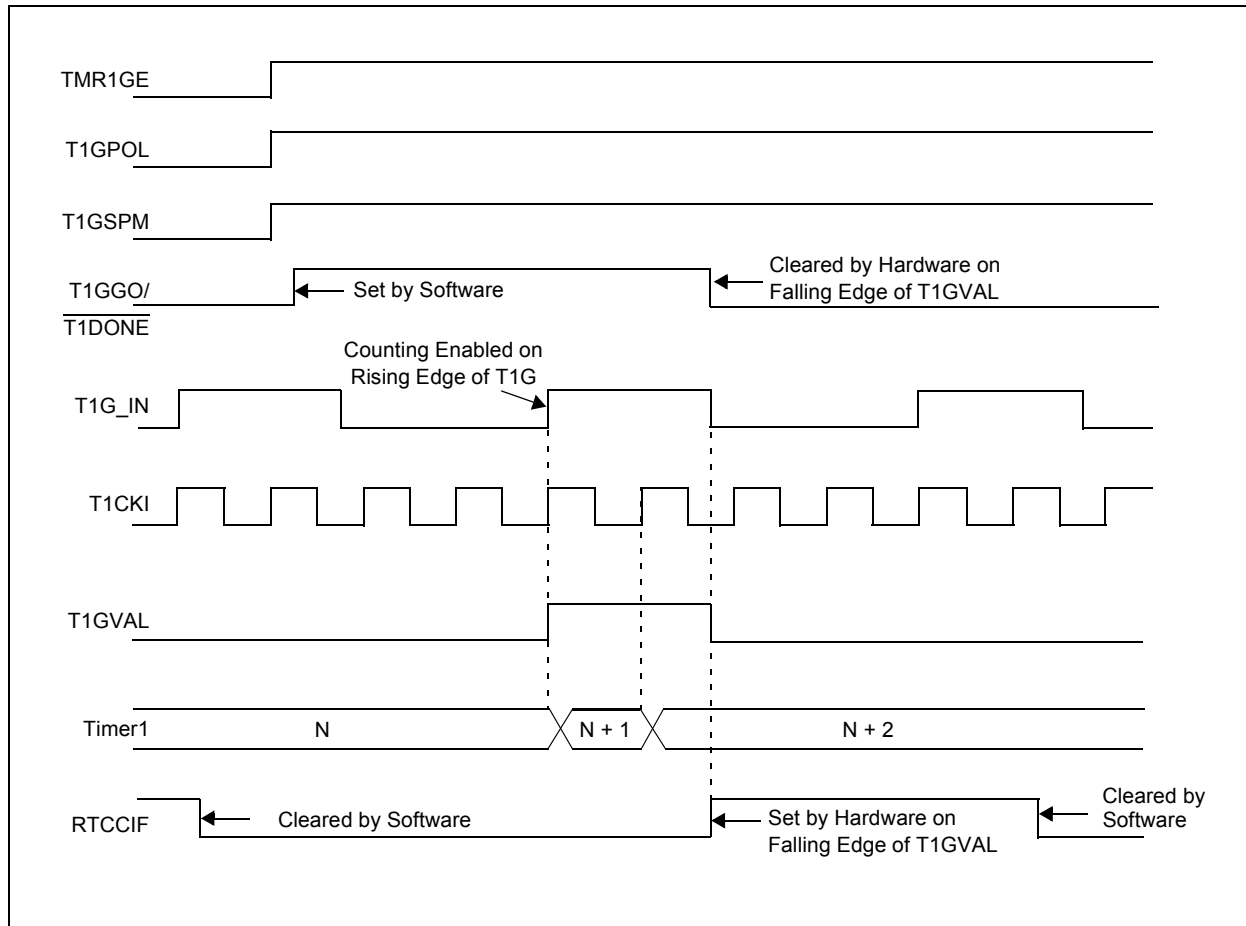 TMR1GE
T1GPOL
T1GSPM
T1GGO/
T1DONE
Set by Software
Cleared by Hardware on
Falling Edge of T1GVAL
Counting Enabled on
Rising Edge of T1G
T1G_IN
T1CKI
T1GVAL
Timer1
N
N + 1
N + 2
RTCCIF
Cleared by Software
Set by Hardware on
Falling Edge of T1GVAL
Cleared by
Software